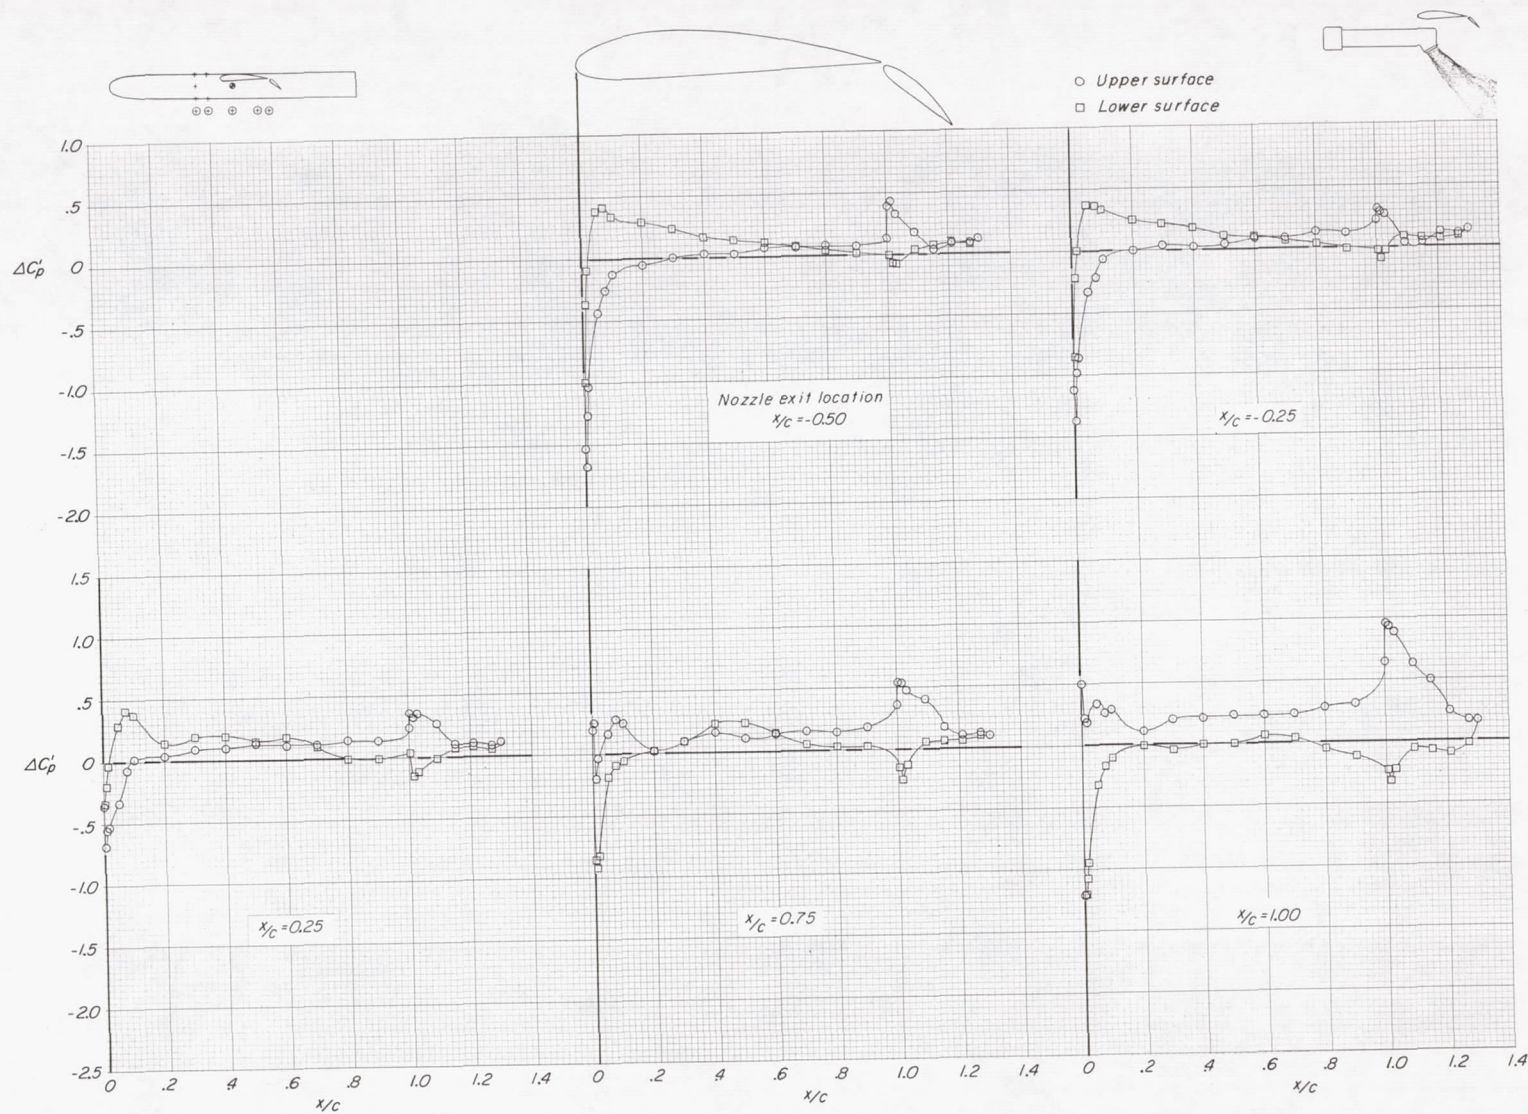 ○ Upper surface
□ Lower surface
1.0
.5
ΔC'p
0
-.5
-1.0
-1.5
-2.0
Nozzle exit location
x/c = -0.50
x/c = -0.25
1.5
1.0
.5
ΔC'p
0
-.5
-1.0
-1.5
-2.0
-2.5
x/c = 0.25
x/c = 0.75
x/c = 1.00
0 .2 .4 .6 .8 1.0 1.2 1.4
x/c
0 .2 .4 .6 .8 1.0 1.2
x/c
0 .2 .4 .6 .8 1.0 1.2 1.4
x/c